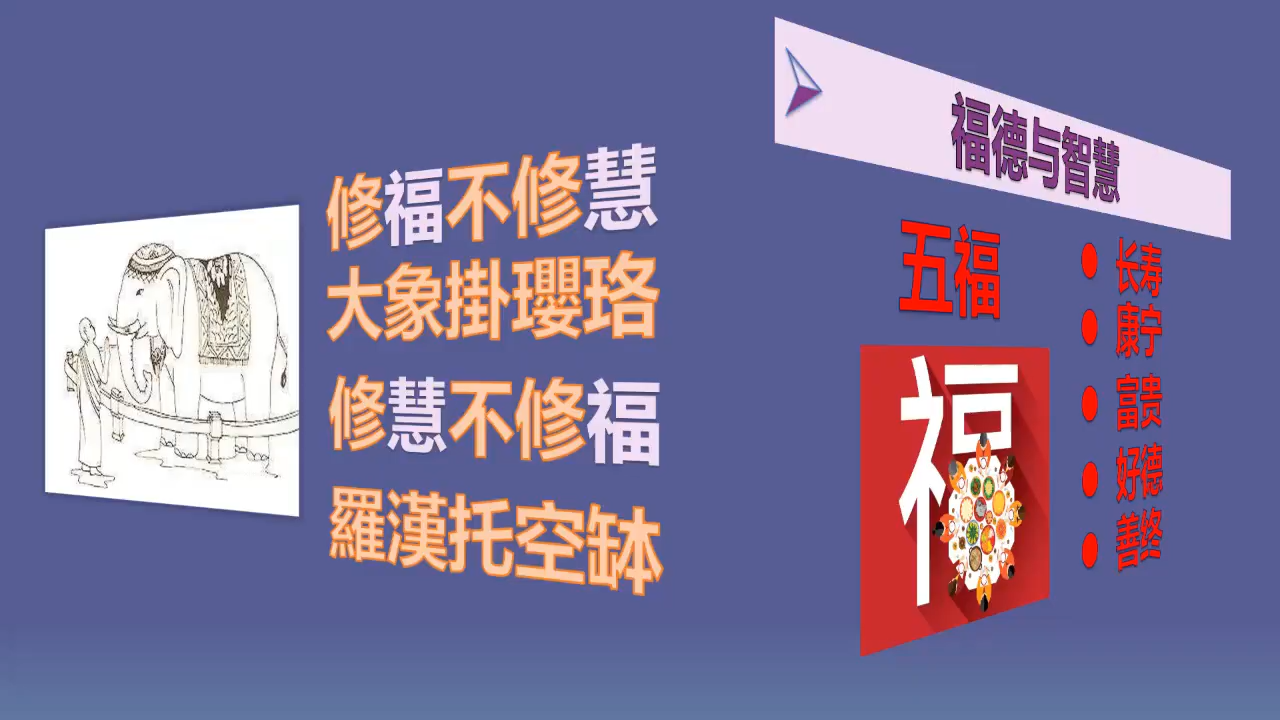 修福不修慧
大象掛瓔珞
修慧不修福
羅漢托空缽
福德与智慧
五福
长寿
康宁
富贵
好德
善终
福